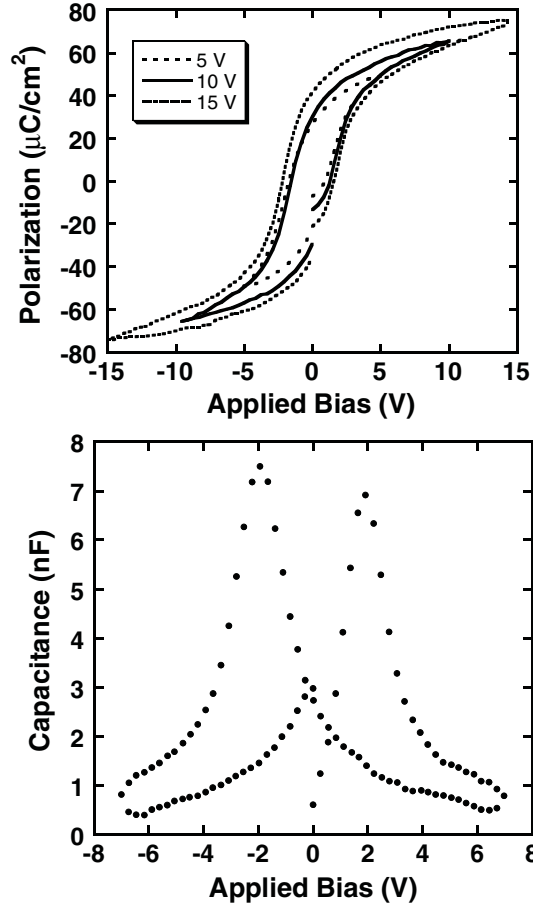 80
60
40
20
0
-20
-40
-60
-80
Polarization (μC/cm²)
5 V
10 V
15 V
-15 -10 -5 0 5 10 15
Applied Bias (V)
8
7
6
5
4
3
2
1
0
Capacitance (nF)
-8 -6 -4 -2 0 2 4 6 8
Applied Bias (V)